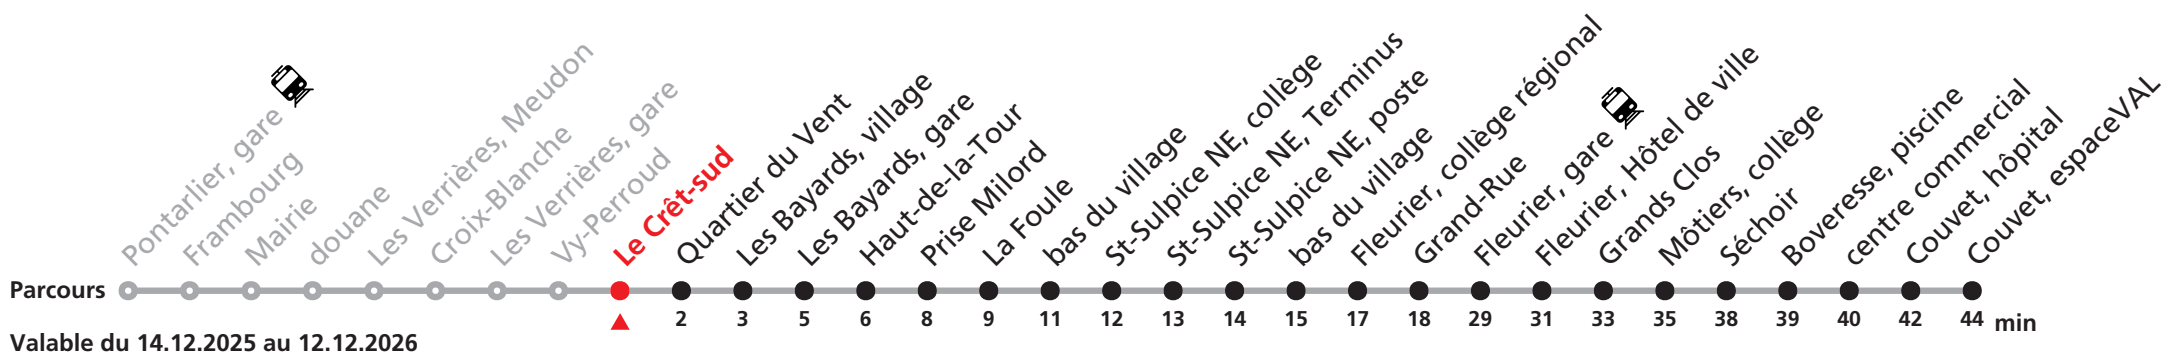 Pontarlier, gare
Frambourg
Mairie
douane
Les Verrières, Meudon
Croix-Blanche
Les Verrières, gare
Vy-Perroud
Le Crêt-sud
Quartier du Vent
Les Bayards, village
Les Bayards, gare
Haut-de-la-Tour
Prise Milord
La Foule
bas du village
St-Sulpice NE, collège
St-Sulpice NE, Terminus
St-Sulpice NE, poste
bas du village
Fleurier, collège régional
Grand-Rue
Fleurier, gare
Fleurier, Hôtel de ville
Grands Clos
Môtiers, collège
Séchoir
Boveresse, piscine
centre commercial
Couvet, hôpital
Couvet, espaceVAL
Parcours
2 3 5 6 8 9 11 12 13 14 15 17 18 29 31 33 35 38 39 40 42 44 min
Valable du 14.12.2025 au 12.12.2026